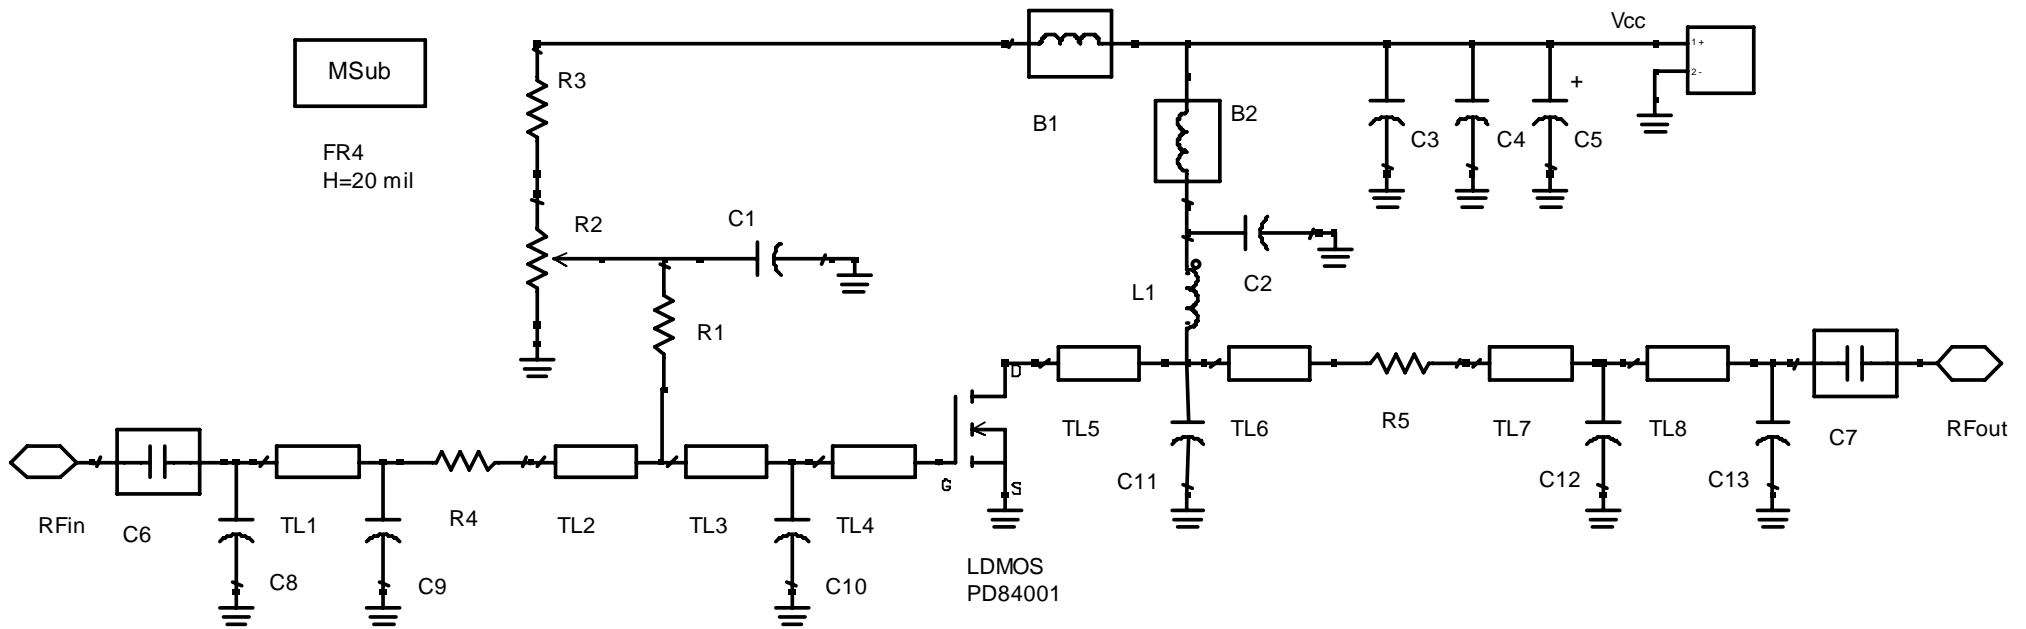 Vcc
1 +
2 -
MSub
R3
B1
B2
+
C3
C4
C5
FR4
H=20 mil
R2
C1
C2
L1
R1
D
TL5
TL6
R5
TL7
TL8
C7
RFout
G
S
C11
C12
C13
RFin
C6
TL1
R4
TL2
TL3
TL4
C8
C9
C10
LDMOS
PD84001